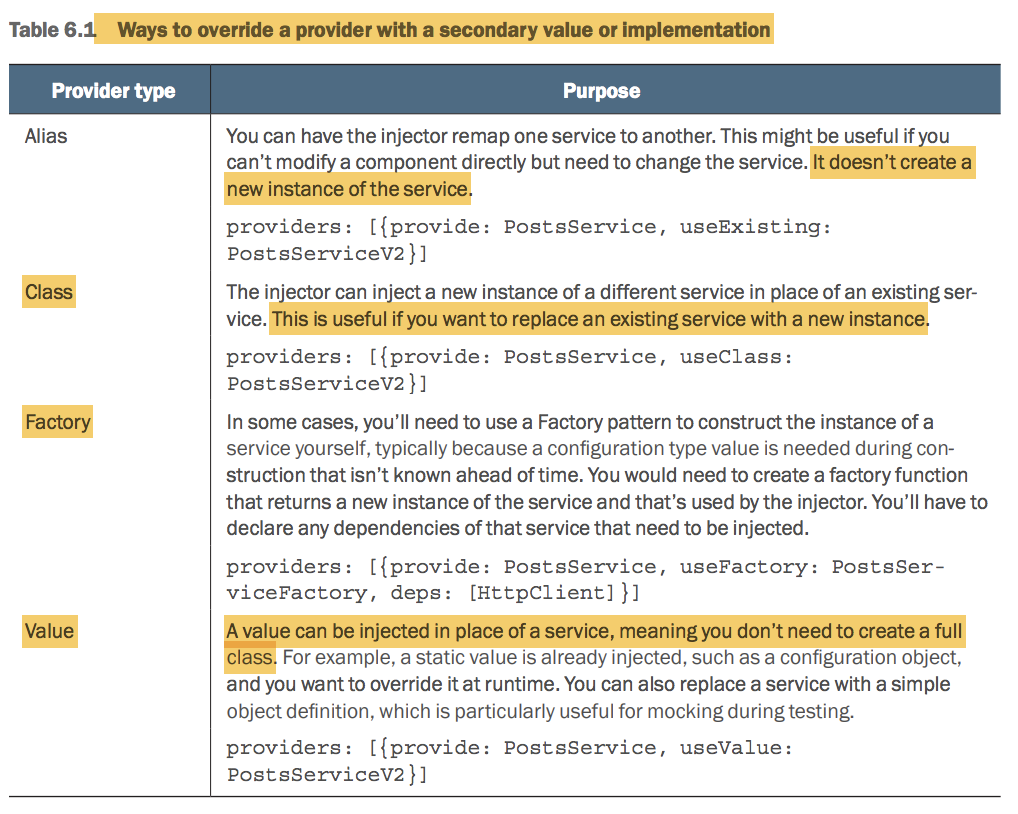 Table 6.1 Ways to override a provider with a secondary value or implementation
Provider type Purpose
Alias You can have the injector remap one service to another. This might be useful if you
can't modify a component directly but need to change the service. It doesn't create a
new instance of the service.
providers: [{provide: PostsService, useExisting:
PostsServiceV2}]
Class The injector can inject a new instance of a different service in place of an existing ser-
vice. This is useful if you want to replace an existing service with a new instance.
providers: [{provide: PostsService, useClass:
PostsServiceV2}]
Factory In some cases, you'll need to use a Factory pattern to construct the instance of a
service yourself, typically because a configuration type value is needed during con-
struction that isn't known ahead of time. You would need to create a factory function
that returns a new instance of the service and that's used by the injector. You'll have to
declare any dependencies of that service that need to be injected.
providers: [{provide: PostsService, useFactory: PostsSer-
viceFactory, deps: [HttpClient]}]
Value A value can be injected in place of a service, meaning you don't need to create a full
class. For example, a static value is already injected, such as a configuration object,
and you want to override it at runtime. You can also replace a service with a simple
object definition, which is particularly useful for mocking during testing.
providers: [{provide: PostsService, useValue:
PostsServiceV2}]